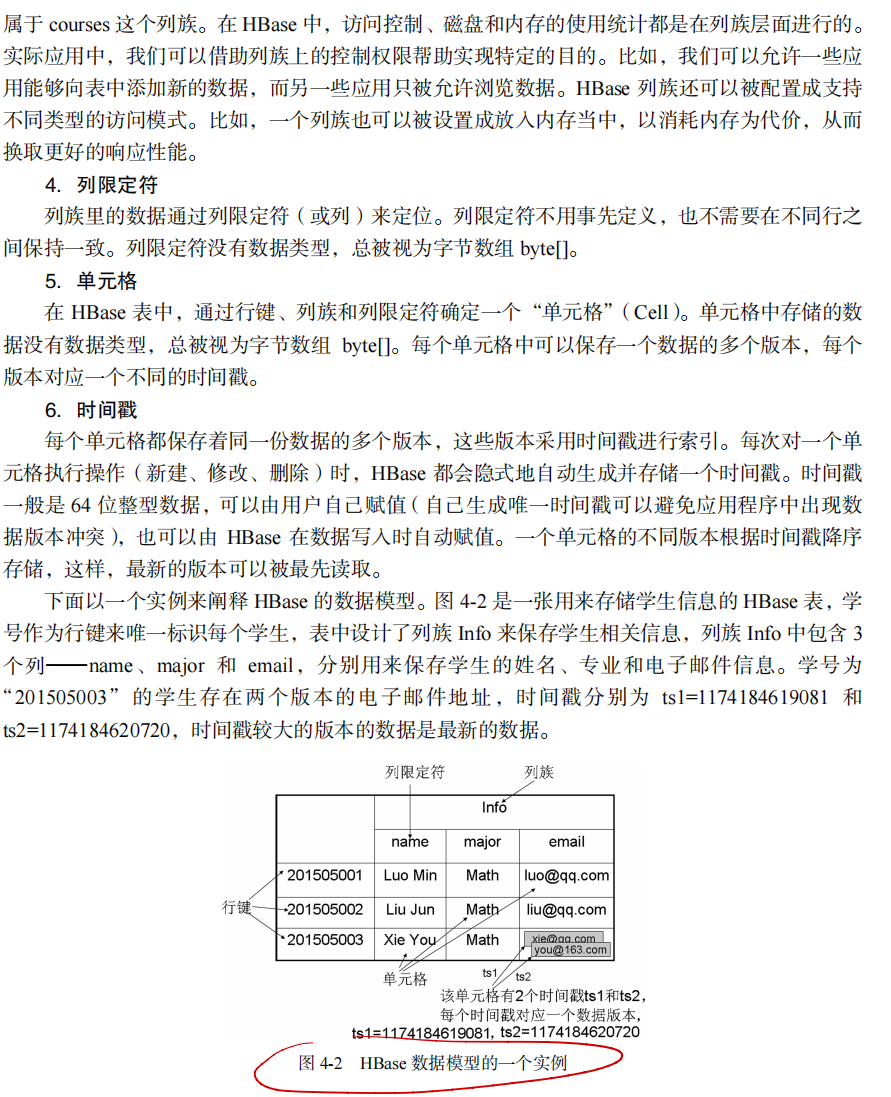 属于 courses 这个列族。在 HBase 中，访问控制、磁盘和内存的使用统计都是在列族层面进行的。
实际应用中，我们可以借助列族上的控制权限帮助实现特定的目的。比如，我们可以允许一些应
用能够向表中添加新的数据，而另一些应用只被允许浏览数据。HBase 列族还可以被配置成支持
不同类型的访问模式。比如，一个列族也可以被设置成放入内存当中，以消耗内存为代价，从而
换取更好的响应性能。
4. 列限定符
列族里的数据通过列限定符（或列）来定位。列限定符不用事先定义，也不需要在不同行之
间保持一致。列限定符没有数据类型，总被视为字节数组 byte[]。
5. 单元格
在 HBase 表中，通过行键、列族和列限定符确定一个“单元格”（Cell）。单元格中存储的数
据没有数据类型，总被视为字节数组 byte[]。每个单元格中可以保存一个数据的多个版本，每个
版本对应一个不同的时间戳。
6. 时间戳
每个单元格都保存着同一份数据的多个版本，这些版本采用时间戳进行索引。每次对一个单
元格执行操作（新建、修改、删除）时，HBase 都会隐式地自动生成并存储一个时间戳。时间戳
一般是 64 位整型数据，可以由用户自己赋值（自己生成唯一时间戳可以避免应用程序中出现数
据版本冲突），也可以由 HBase 在数据写入时自动赋值。一个单元格的不同版本根据时间戳降序
存储，这样，最新的版本可以被最先读取。
下面以一个实例来阐释 HBase 的数据模型。图 4-2 是一张用来存储学生信息的 HBase 表，学
号作为行键来唯一标识每个学生，表中设计了列族 Info 来保存学生相关信息，列族 Info 中包含 3
个列——name、major 和 email，分别用来保存学生的姓名、专业和电子邮件信息。学号为
“201505003”的学生存在两个版本的电子邮件地址，时间戳分别为 ts1=1174184619081 和
ts2=1174184620720，时间戳较大的版本的数据是最新的数据。
列限定符 列族
Info
name major email
201505001 Luo Min Math luo@qq.com
行键
201505002 Liu Jun Math liu@qq.com
201505003 Xie You Math xie@qq.com
you@163.com
单元格 ts1 ts2
该单元格有2个时间戳ts1和ts2，
每个时间戳对应一个数据版本，
ts1=1174184619081, ts2=1174184620720
图 4-2 HBase 数据模型的一个实例